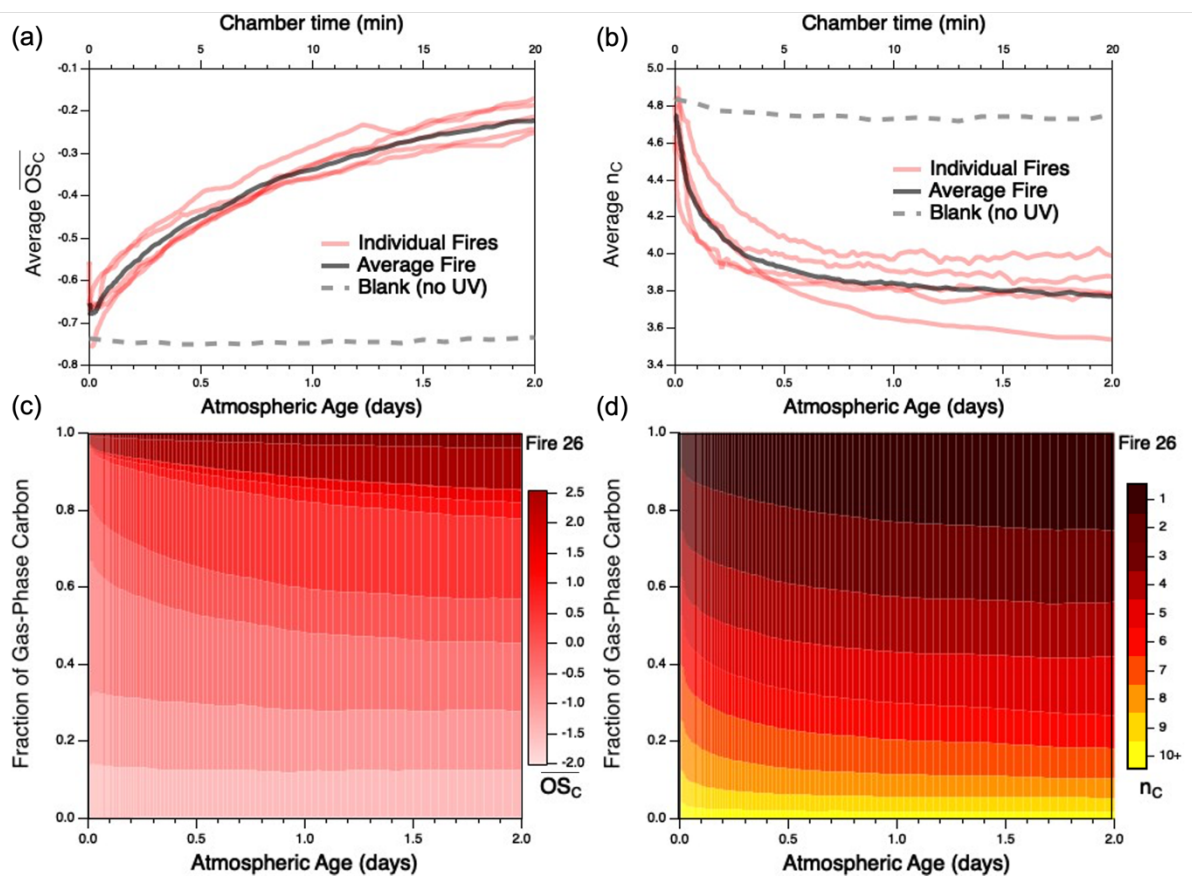 (a)
Chamber time (min)
0 5 10 15 20
Average OSC
-0.1
-0.2
-0.3
-0.4
-0.5
-0.6
-0.7
-0.8
Individual Fires
Average Fire
Blank (no UV)
0.0 0.5 1.0 1.5 2.0
Atmospheric Age (days)
(b)
Chamber time (min)
0 5 10 15 20
Average nC
5.0
4.8
4.6
4.4
4.2
4.0
3.8
3.6
3.4
Individual Fires
Average Fire
Blank (no UV)
0.0 0.5 1.0 1.5 2.0
Atmospheric Age (days)
(c)
Fraction of Gas-Phase Carbon
1.0
0.8
0.6
0.4
0.2
0.0
0.0 0.5 1.0 1.5 2.0
Atmospheric Age (days)
Fire 26
2.5
2.0
1.5
1.0
0.5
0.0
-0.5
-1.0
-1.5
-2.0
OSC
(d)
Fraction of Gas-Phase Carbon
1.0
0.8
0.6
0.4
0.2
0.0
0.0 0.5 1.0 1.5 2.0
Atmospheric Age (days)
Fire 26
1
2
3
4
5
6
7
8
9
10+
nC